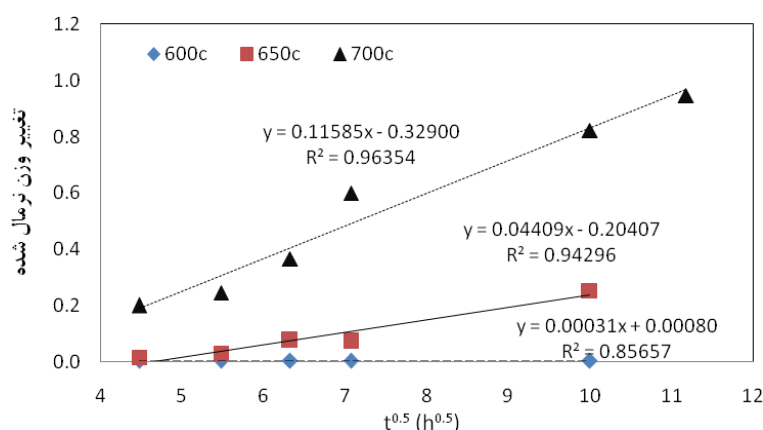 1.2
1.0
0.8
0.6
0.4
0.2
0.0
تغییر وزن نرمال شده
600c 650c 700c
y = 0.11585x - 0.32900
R² = 0.96354
y = 0.04409x - 0.20407
R² = 0.94296
y = 0.00031x + 0.00080
R² = 0.85657
4 5 6 7 8 9 10 11 12
t⁰·⁵ (h⁰·⁵)